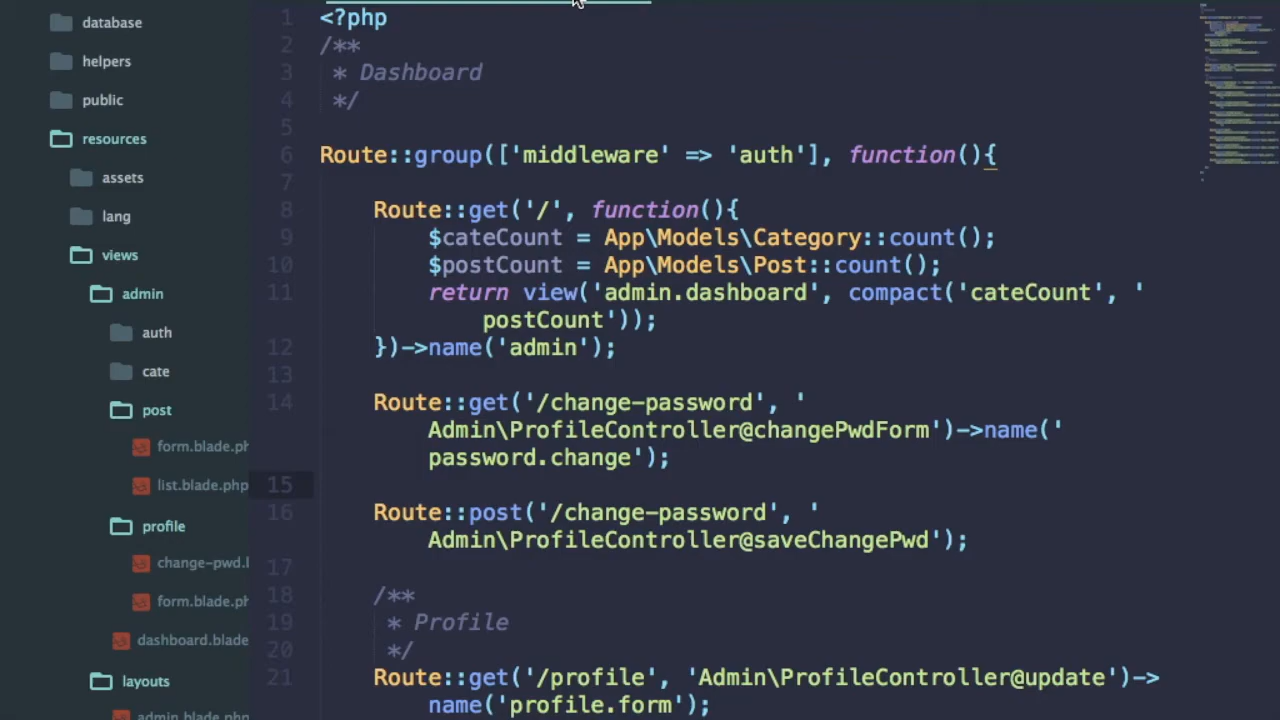 database
helpers
public
resources
assets
lang
views
admin
auth
cate
post
form.blade.ph
list.blade.php
profile
change-pwd.l
form.blade.ph
dashboard.blade
layouts
admin.blade.php
1 <?php
2 /**
3 * Dashboard
4 */
5
6 Route::group(['middleware' => 'auth'], function(){
7
8 Route::get('/', function(){
9 $cateCount = App\Models\Category::count();
10 $postCount = App\Models\Post::count();
11 return view('admin.dashboard', compact('cateCount', '
postCount'));
12 })->name('admin');
13
14 Route::get('/change-password', '
Admin\ProfileController@changePwdForm')->name('
password.change');
15
16 Route::post('/change-password', '
Admin\ProfileController@saveChangePwd');
17
18 /**
19 * Profile
20 */
21 Route::get('/profile', 'Admin\ProfileController@update')->
name('profile.form');